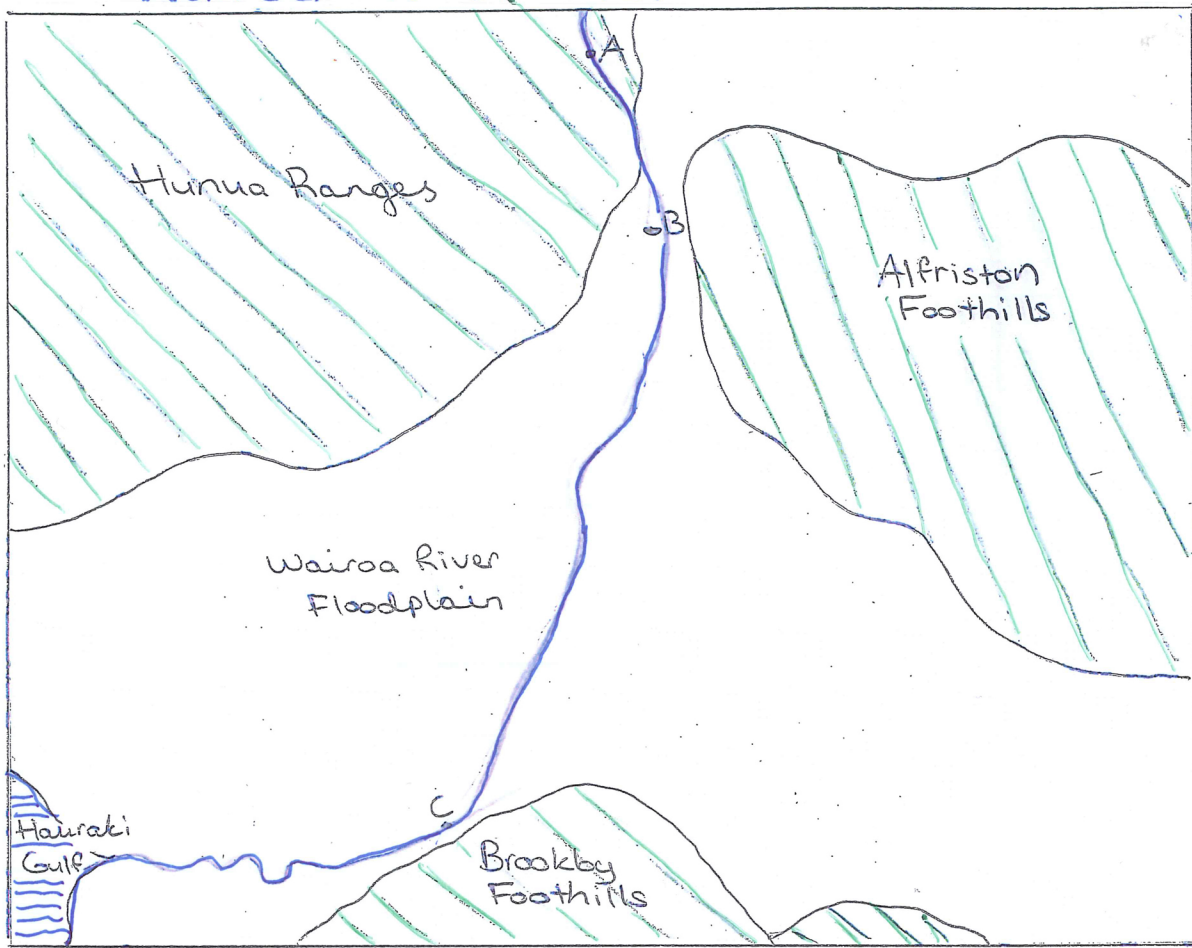 A
Hunua Ranges
B
Alfriston
Foothills
Wairoa River
Floodplain
C
Hauraki
Gulf
Brookby
Foothills